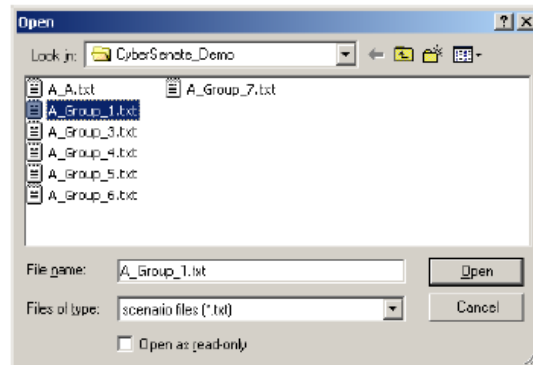 Open
Look in: CyberSenate_Demo
A_A.txt A_Group_7.txt
A_Group_1.txt
A_Group_3.txt
A_Group_4.txt
A_Group_5.txt
A_Group_6.txt
File name: A_Group_1.txt Open
Files of type: scenario files (*.txt) Cancel
Open as read-only